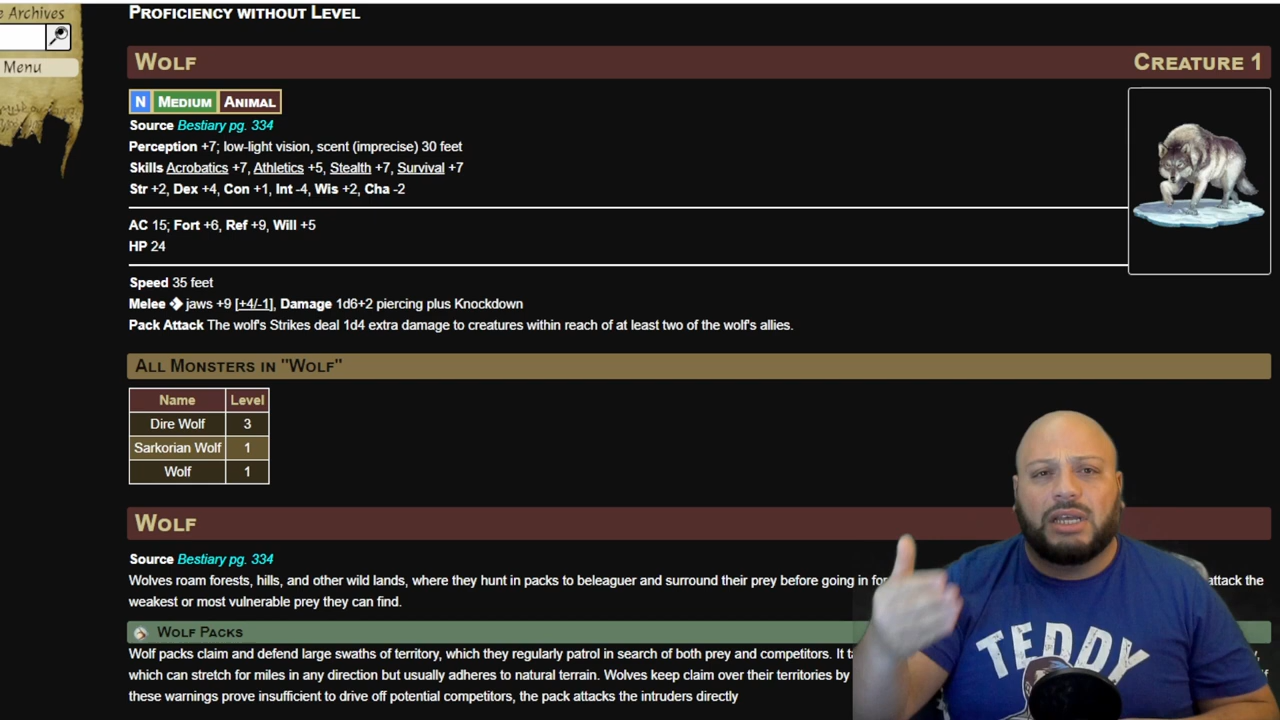 e Archives
Menu
PROFICIENCY WITHOUT LEVEL
WOLF CREATURE 1
N MEDIUM ANIMAL
Source Bestiary pg. 334
Perception +7; low-light vision, scent (imprecise) 30 feet
Skills Acrobatics +7, Athletics +5, Stealth +7, Survival +7
Str +2, Dex +4, Con +1, Int -4, Wis +2, Cha -2
AC 15; Fort +6, Ref +9, Will +5
HP 24
Speed 35 feet
Melee jaws +9 [+4/-1], Damage 1d6+2 piercing plus Knockdown
Pack Attack The wolf's Strikes deal 1d4 extra damage to creatures within reach of at least two of the wolf's allies.
ALL MONSTERS IN "WOLF"
Name Level
Dire Wolf 3
Sarkorian Wolf 1
Wolf 1
WOLF
Source Bestiary pg. 334
Wolves roam forests, hills, and other wild lands, where they hunt in packs to beleaguer and surround their prey before going in for attack the
weakest or most vulnerable prey they can find.
WOLF PACKS
Wolf packs claim and defend large swaths of territory, which they regularly patrol in search of both prey and competitors. It
which can stretch for miles in any direction but usually adheres to natural terrain. Wolves keep claim over their territories by
these warnings prove insufficient to drive off potential competitors, the pack attacks the intruders directly
TEDDY